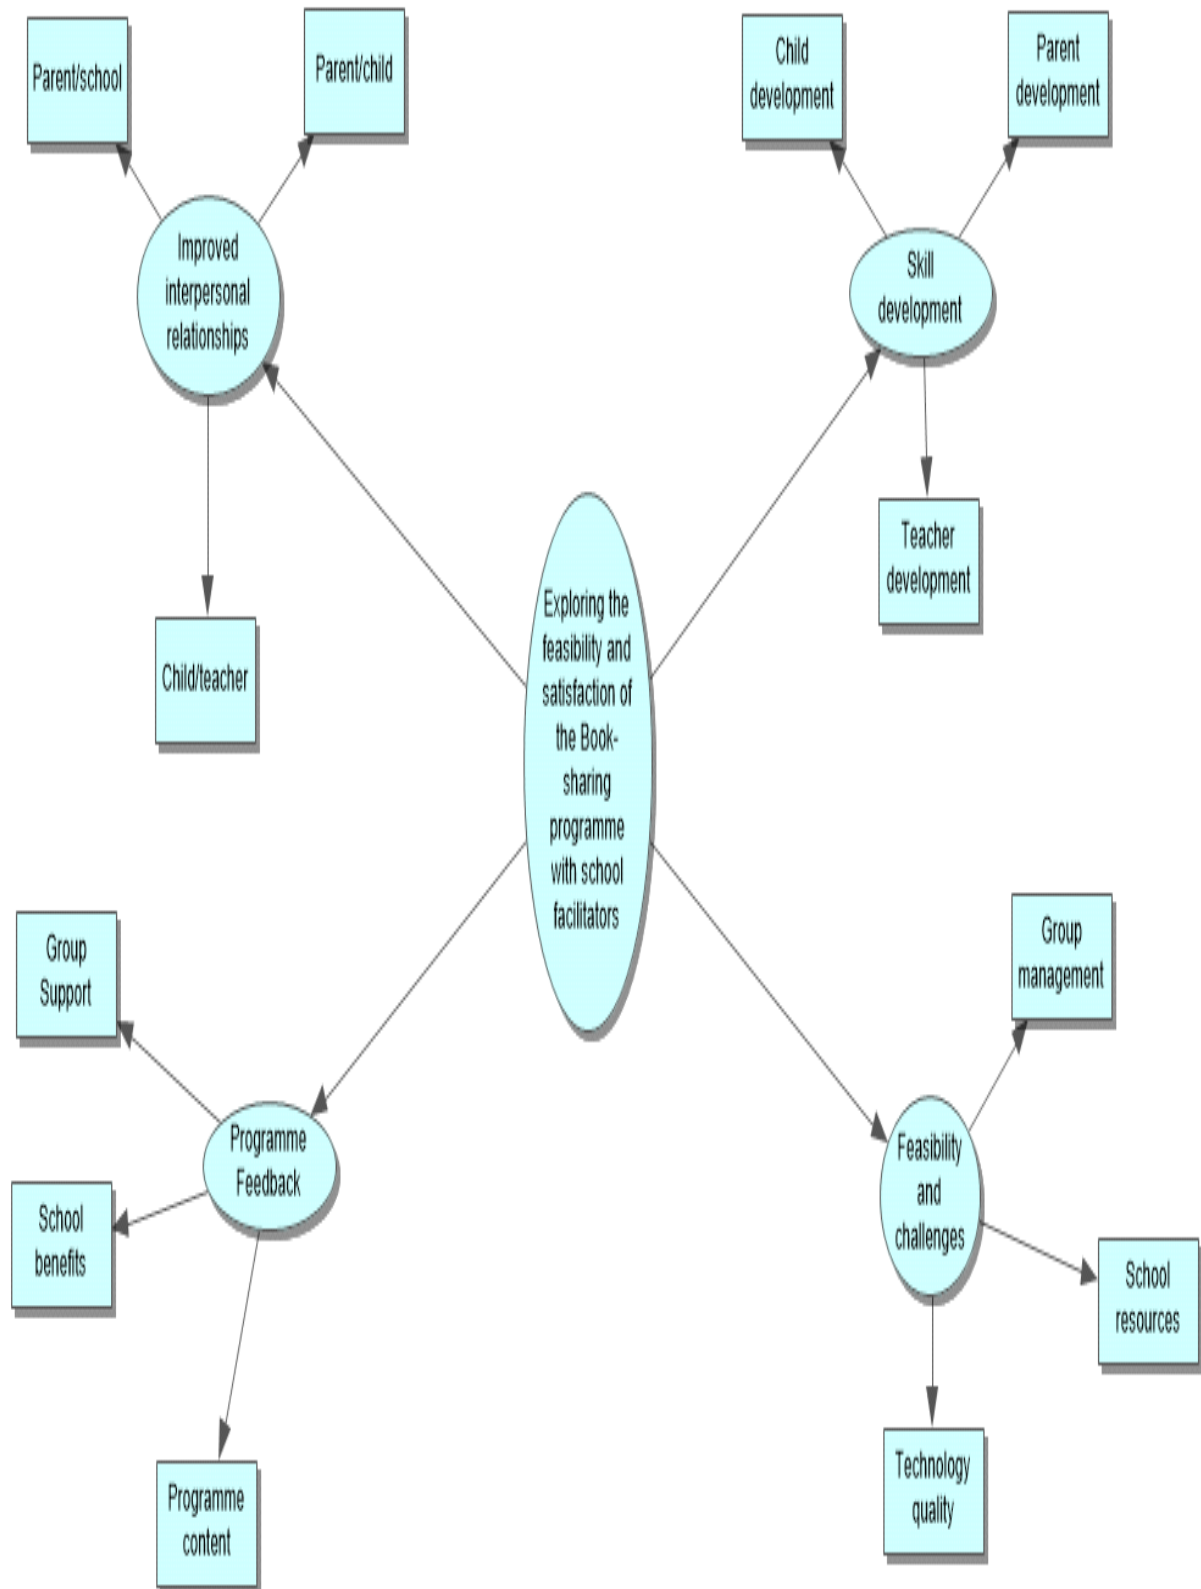 Parent/school
Parent/child
Child
development
Parent
development
Improved
interpersonal
relationships
Skill
development
Teacher
development
Child/teacher
Exploring the
feasibility and
satisfaction of
the Book-
sharing
programme
with school
facilitators
Group
Support
Group
management
Programme
Feedback
Feasibility
and
challenges
School
benefits
School
resources
Programme
content
Technology
quality